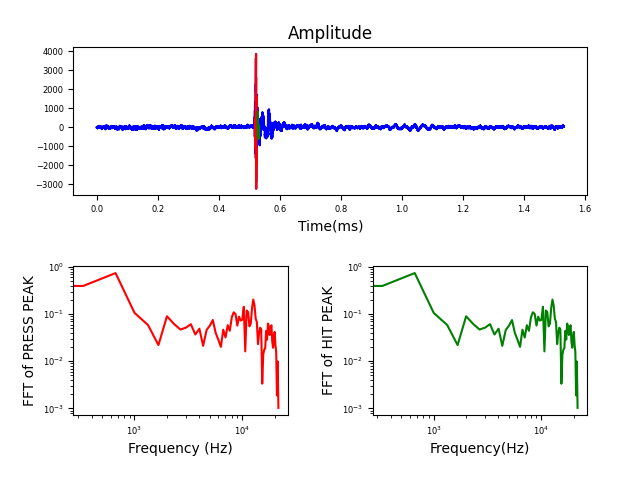 Amplitude
4000
3000
2000
1000
0
−1000
−2000
−3000
0.0 0.2 0.4 0.6 0.8 1.0 1.2 1.4 1.6
Time(ms)
FFT of PRESS PEAK
10⁰
10⁻¹
10⁻²
10⁻³
10³ 10⁴
Frequency (Hz)
FFT of HIT PEAK
10⁰
10⁻¹
10⁻²
10⁻³
10³ 10⁴
Frequency(Hz)